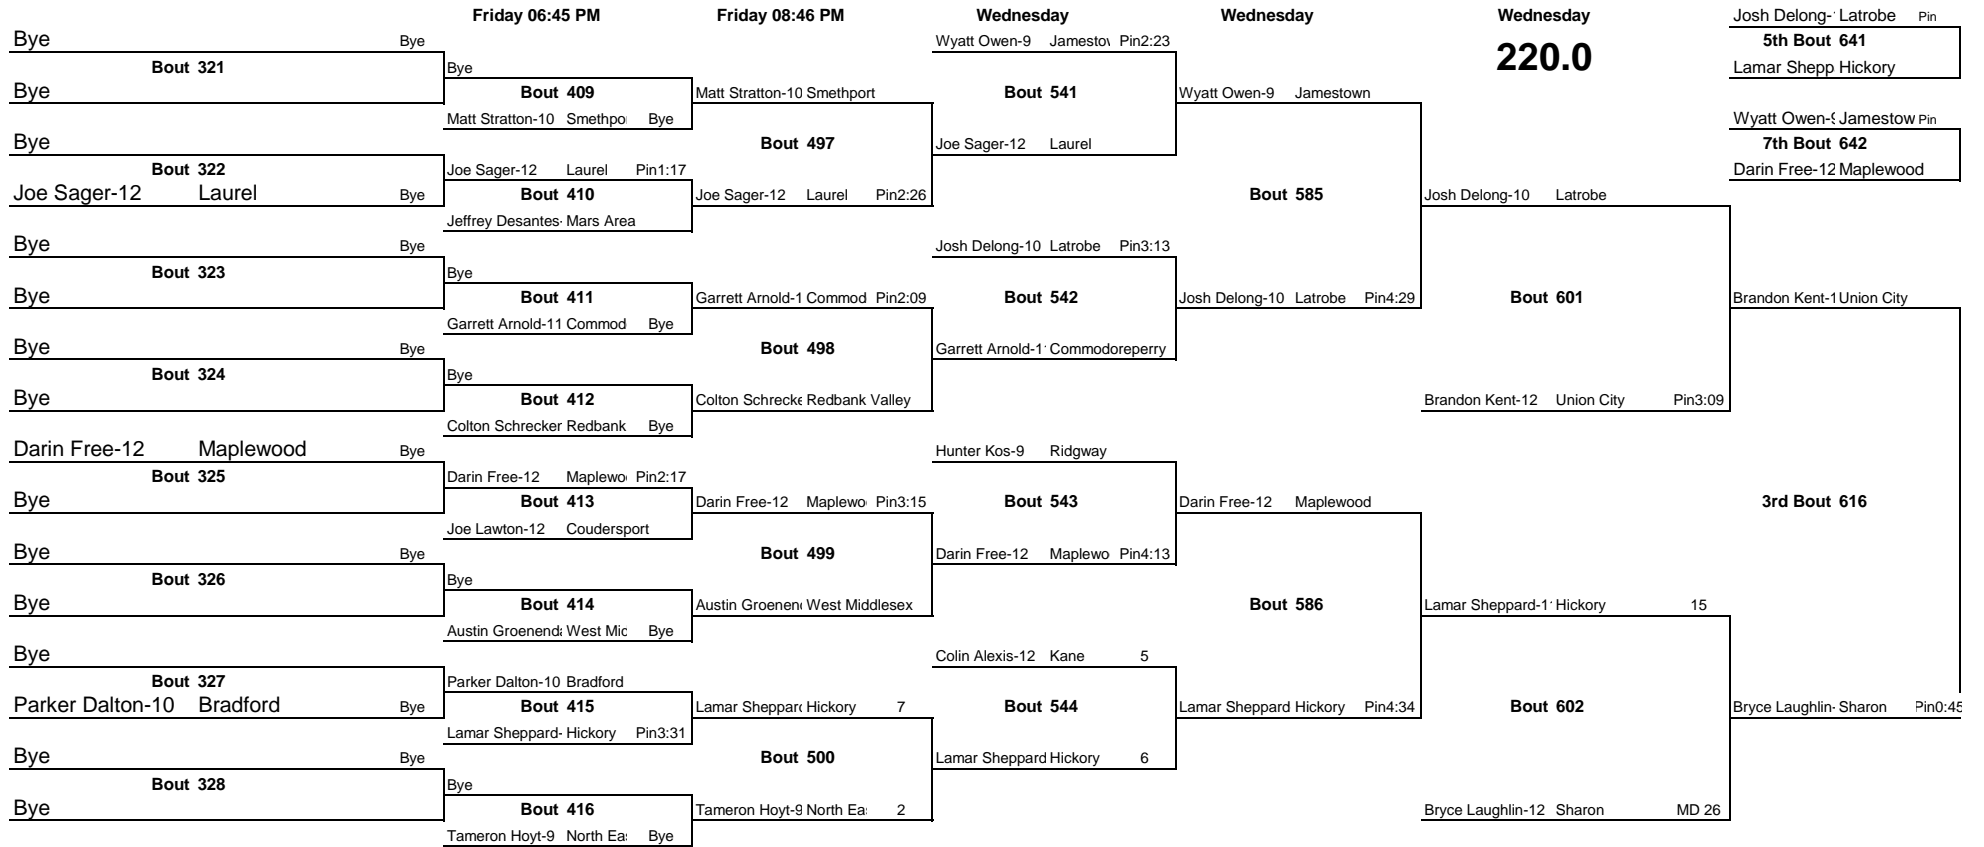 Friday 06:45 PM Friday 08:46 PM Wednesday Wednesday Wednesday
220.0
Bye Bye
Bout 321
Bye
Bye
Bout 322
Joe Sager-12 Laurel Bye
Bye Bye
Bout 323
Bye
Bye Bye
Bout 324
Bye
Darin Free-12 Maplewood Bye
Bout 325
Bye
Bye Bye
Bout 326
Bye
Bye
Bout 327
Parker Dalton-10 Bradford Bye
Bye Bye
Bout 328
Bye
Bye
Bout 409
Matt Stratton-10 Smethpo Bye
Joe Sager-12 Laurel Pin1:17
Bout 410
Jeffrey Desantes- Mars Area
Bye
Bout 411
Garrett Arnold-11 Commod Bye
Bye
Bout 412
Colton Schrecker Redbank Bye
Darin Free-12 Maplewo Pin2:17
Bout 413
Joe Lawton-12 Coudersport
Bye
Bout 414
Austin Groenend West Mic Bye
Parker Dalton-10 Bradford
Bout 415
Lamar Sheppard- Hickory Pin3:31
Bye
Bout 416
Tameron Hoyt-9 North Ea Bye
Matt Stratton-10 Smethport
Bout 497
Joe Sager-12 Laurel Pin2:26
Garrett Arnold-1 Commod Pin2:09
Bout 498
Colton Schrecke Redbank Valley
Darin Free-12 Maplewo Pin3:15
Bout 499
Austin Groenen West Middlesex
Lamar Sheppard Hickory 7
Bout 500
Tameron Hoyt-9 North Ea 2
Wyatt Owen-9 Jamestov Pin2:23
Bout 541
Joe Sager-12 Laurel
Josh Delong-10 Latrobe Pin3:13
Bout 542
Garrett Arnold-1 Commodoreperry
Hunter Kos-9 Ridgway
Bout 543
Darin Free-12 Maplewo Pin4:13
Colin Alexis-12 Kane 5
Bout 544
Lamar Sheppard Hickory 6
Wyatt Owen-9 Jamestown
Bout 585
Josh Delong-10 Latrobe Pin4:29
Darin Free-12 Maplewood
Bout 586
Lamar Sheppard Hickory Pin4:34
Josh Delong-10 Latrobe
Bout 601
Brandon Kent-12 Union City Pin3:09
Lamar Sheppard-1 Hickory 15
Bout 602
Bryce Laughlin-12 Sharon MD 26
Josh Delong- Latrobe Pin
5th Bout 641
Lamar Shepp Hickory
Wyatt Owen- Jamestow Pin
7th Bout 642
Darin Free-12 Maplewood
Brandon Kent-1 Union City
3rd Bout 616
Bryce Laughlin- Sharon Pin0:45